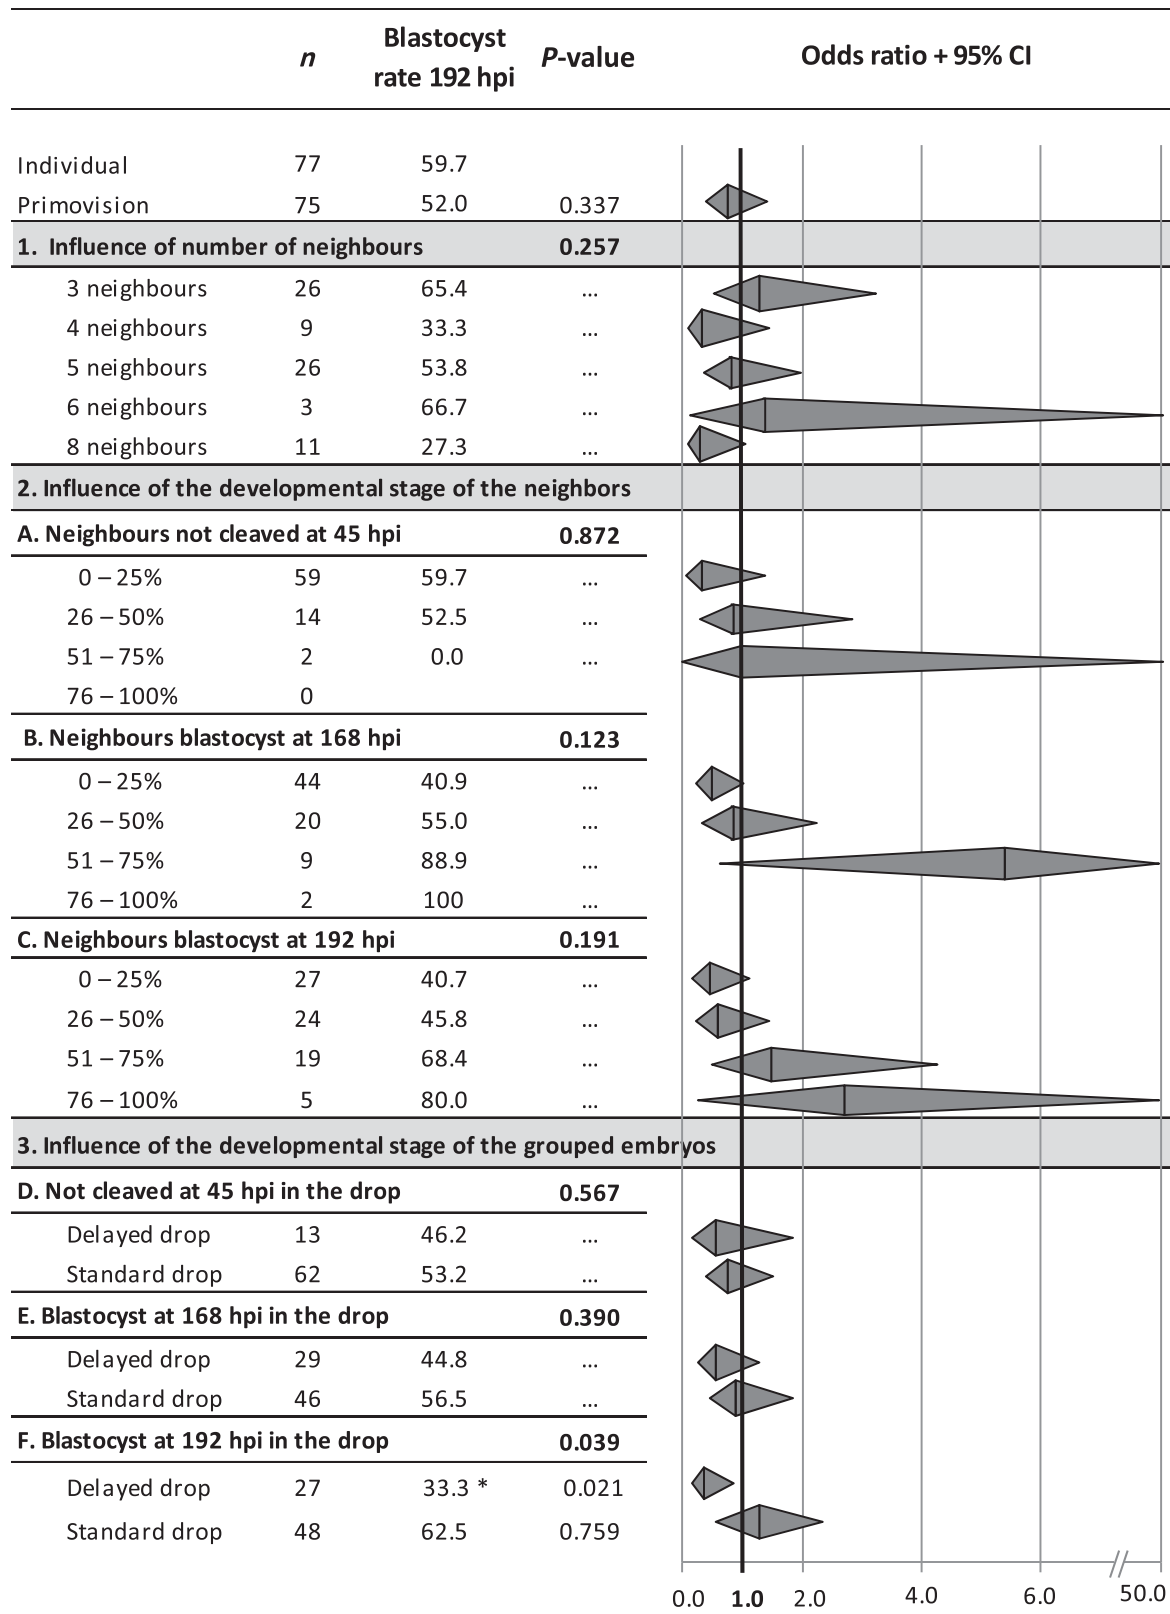 n Blastocyst rate 192 hpi P-value Odds ratio + 95% CI
Individual 77 59.7
Primovision 75 52.0 0.337
1. Influence of number of neighbours 0.257
3 neighbours 26 65.4 ...
4 neighbours 9 33.3 ...
5 neighbours 26 53.8 ...
6 neighbours 3 66.7 ...
8 neighbours 11 27.3 ...
2. Influence of the developmental stage of the neighbors
A. Neighbours not cleaved at 45 hpi 0.872
0 – 25% 59 59.7 ...
26 – 50% 14 52.5 ...
51 – 75% 2 0.0 ...
76 – 100% 0
B. Neighbours blastocyst at 168 hpi 0.123
0 – 25% 44 40.9 ...
26 – 50% 20 55.0 ...
51 – 75% 9 88.9 ...
76 – 100% 2 100 ...
C. Neighbours blastocyst at 192 hpi 0.191
0 – 25% 27 40.7 ...
26 – 50% 24 45.8 ...
51 – 75% 19 68.4 ...
76 – 100% 5 80.0 ...
3. Influence of the developmental stage of the grouped embryos
D. Not cleaved at 45 hpi in the drop 0.567
Delayed drop 13 46.2 ...
Standard drop 62 53.2 ...
E. Blastocyst at 168 hpi in the drop 0.390
Delayed drop 29 44.8 ...
Standard drop 46 56.5 ...
F. Blastocyst at 192 hpi in the drop 0.039
Delayed drop 27 33.3 * 0.021
Standard drop 48 62.5 0.759
0.0 1.0 2.0 4.0 6.0 50.0